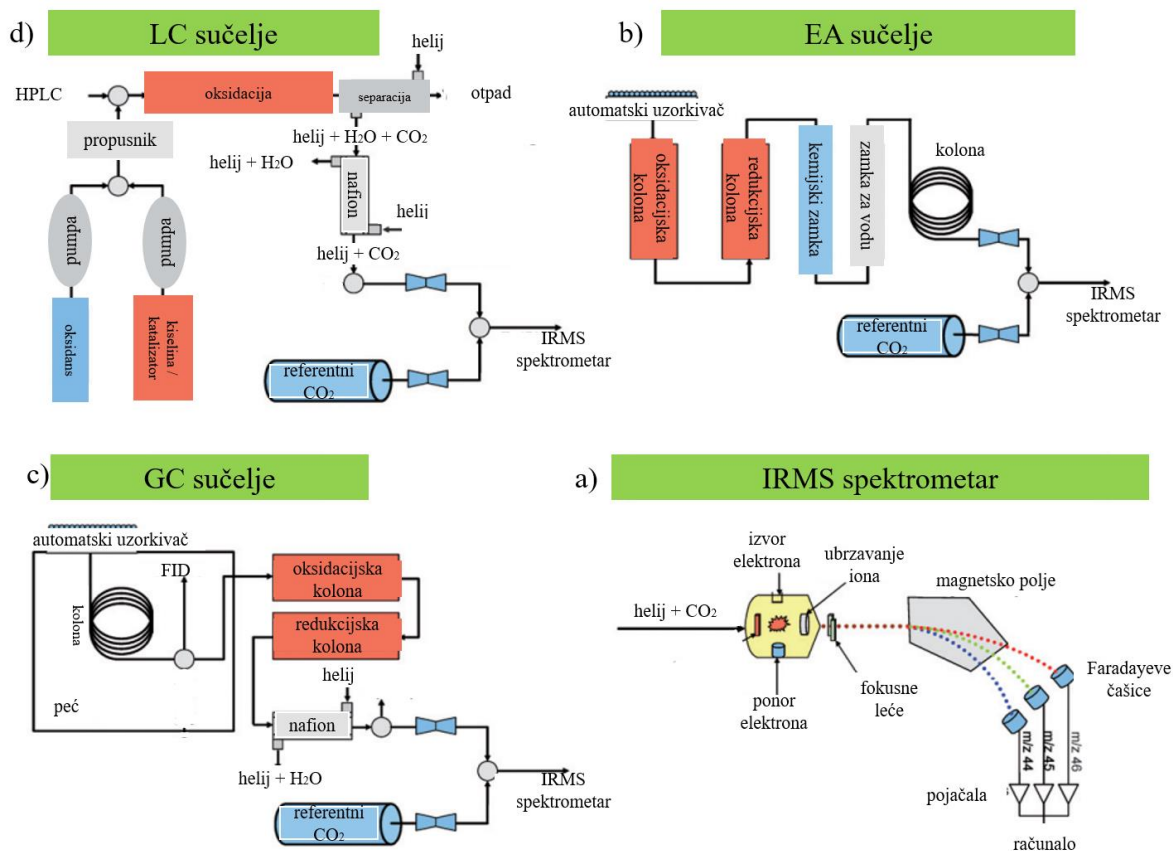 d)
LC sučelje
helij
HPLC
oksidacija
separacija
otpad
propusnik
helij + H₂O + CO₂
helij + H₂O
nafion
helij
helij + CO₂
pumpa
pumpa
oksidans
kiselina /
katalizator
IRMS
spektrometar
referentni
CO₂
b)
EA sučelje
automatski uzorkivač
oksidacijska
kolona
redukcijska
kolona
kemijski zamka
zamka za vodu
kolona
IRMS
spektrometar
referentni
CO₂
c)
GC sučelje
automatski uzorkivač
FID
kolona
peć
oksidacijska
kolona
redukcijska
kolona
helij
nafion
helij + H₂O
IRMS
spektrometar
referentni
CO₂
a)
IRMS spektrometar
izvor
elektrona
ubrzavanje
iona
magnetsko polje
helij + CO₂
ponor
elektrona
fokusne
leće
Faradayeve
čašice
m/z 44
m/z 45
m/z 46
pojačala
računalo